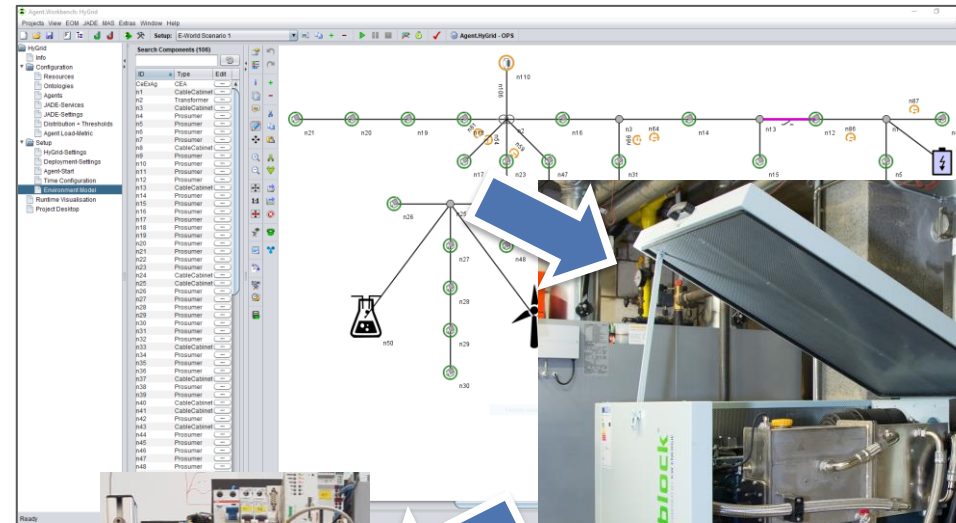 Agent.Workbench: HyGrid
Projects View EOM JADE MAS Extras Window Help
Setup: E-World Scenario 1
Agent.HyGrid - OPS
HyGrid
Info
Configuration
Resources
Ontologies
Agents
JADE-Services
JADE-Settings
Distribution + Thresholds
Agent Load-Metric
Setup
HyGrid-Settings
Deployment-Settings
Agent-Start
Time Configuration
Environment Model
Runtime Visualisation
Project Desktop
Search Components (106)
ID Type Edit
CeExAg CEA
n1 CableCabinet
n2 Transformer
n3 CableCabinet
n4 Prosumer
n5 Prosumer
n6 Prosumer
n7 Prosumer
n8 CableCabinet
n9 Prosumer
n10 Prosumer
n11 Prosumer
n12 Prosumer
n13 CableCabinet
n14 Prosumer
n15 Prosumer
n16 Prosumer
n17 Prosumer
n18 Prosumer
n19 Prosumer
n20 Prosumer
n21 Prosumer
n22 Prosumer
n23 Prosumer
n24 CableCabinet
n25 CableCabinet
n26 Prosumer
n27 Prosumer
n28 Prosumer
n29 Prosumer
n30 Prosumer
n31 Prosumer
n32 Prosumer
n33 CableCabinet
n34 Prosumer
n35 Prosumer
n36 Prosumer
n37 CableCabinet
n38 Prosumer
n39 Prosumer
n40 CableCabinet
n41 CableCabinet
n42 Prosumer
n43 CableCabinet
n44 Prosumer
n45 Prosumer
n46 Prosumer
n47 Prosumer
n48 Prosumer
1:1
n110
n87
n21
n20
n19
n2
n16
n3
n64
n14
n13
n12
n86
n66
n59
n17
n23
n47
n31
n15
n5
n26
n27
n48
n28
n50
n29
n30
block
Ready